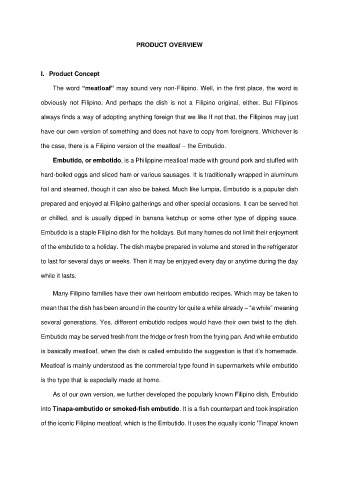 PRODUCT OVERVIEW
I. Product Concept
The word "meatloaf" may sound very non-Filipino. Well, in the first place, the word is
obviously not Filipino. And perhaps the dish is not a Filipino original, either. But Filipinos
always finds a way of adopting anything foreign that we like If not that, the Filipinos may just
have our own version of something and does not have to copy from foreigners. Whichever is
the case, there is a Filipino version of the meatloaf – the Embutido.
Embutido, or embotido, is a Philippine meatloaf made with ground pork and stuffed with
hard-boiled eggs and sliced ham or various sausages. It is traditionally wrapped in aluminum
foil and steamed, though it can also be baked. Much like lumpia, Embutido is a popular dish
prepared and enjoyed at Filipino gatherings and other special occasions. It can be served hot
or chilled, and is usually dipped in banana ketchup or some other type of dipping sauce.
Embutido is a staple Filipino dish for the holidays. But many homes do not limit their enjoyment
of the embutido to a holiday. The dish maybe prepared in volume and stored in the refrigerator
to last for several days or weeks. Then it may be enjoyed every day or anytime during the day
while it lasts.
Many Filipino families have their own heirloom embutido recipes. Which may be taken to
mean that the dish has been around in the country for quite a while already – "a while" meaning
several generations. Yes, different embutido recipes would have their own twist to the dish.
Embutido may be served fresh from the fridge or fresh from the frying pan. And while embutido
is basically meatloaf, when the dish is called embutido the suggestion is that it's homemade.
Meatloaf is mainly understood as the commercial type found in supermarkets while embutido
is the type that is especially made at home.
As of our own version, we further developed the popularly known Filipino dish, Embutido
into Tinapa-embutido or smoked-fish embutido. It is a fish counterpart and took inspiration
of the iconic Filipino meatloaf, which is the Embutido. It uses the equally iconic 'Tinapa' known